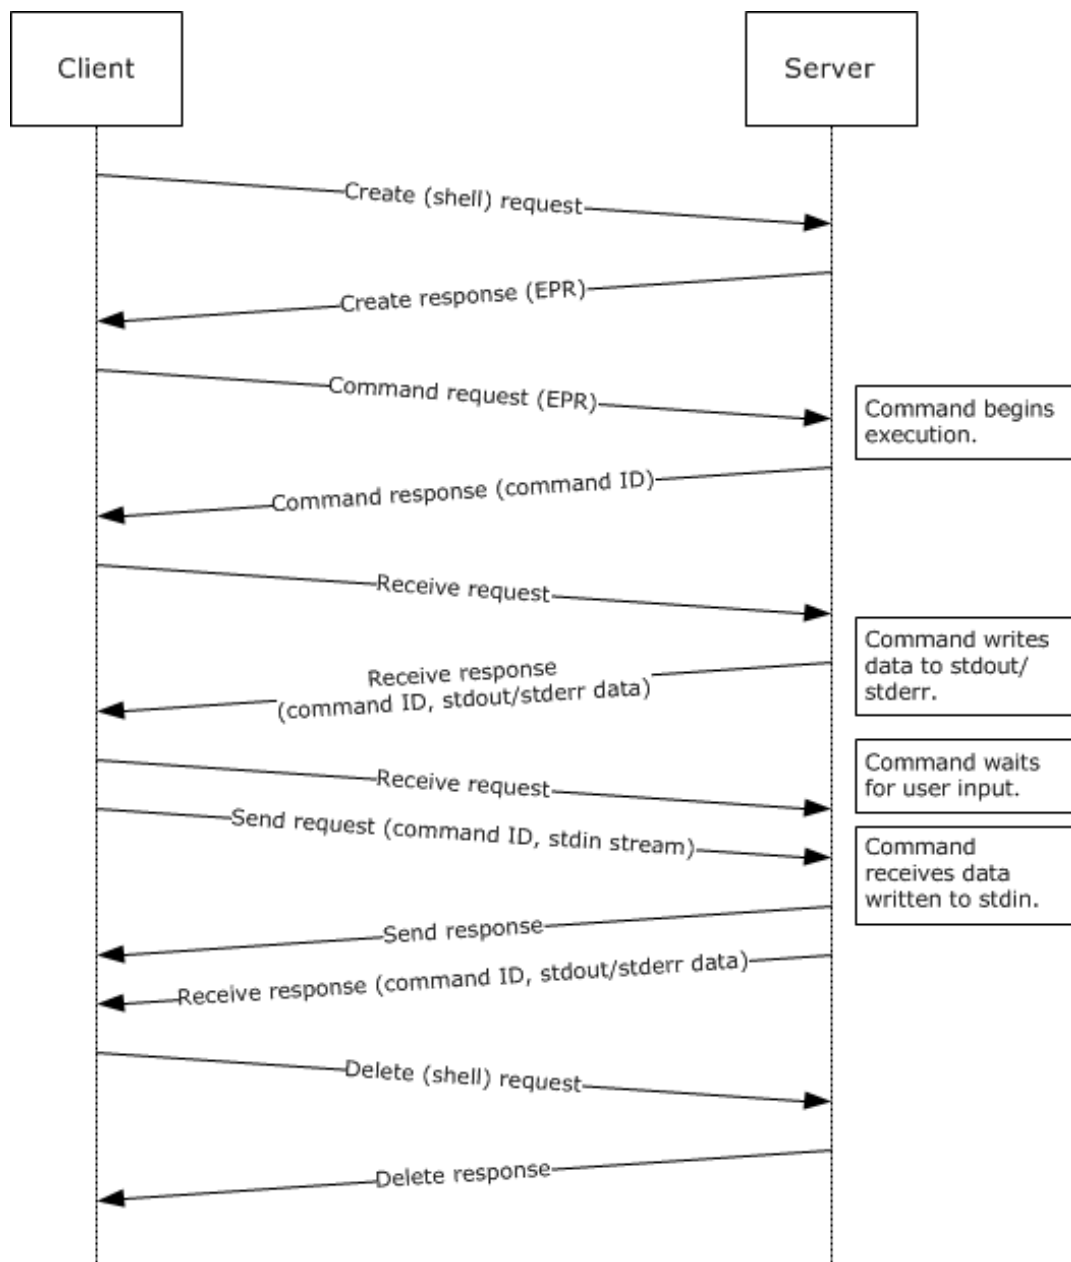 Client
Server
Create (shell) request
Create response (EPR)
Command request (EPR)
Command begins
execution.
Command response (command ID)
Receive request
Command writes
data to stdout/
stderr.
Receive response
(command ID, stdout/stderr data)
Command waits
for user input.
Receive request
Send request (command ID, stdin stream)
Command
receives data
written to stdin.
Send response
Receive response (command ID, stdout/stderr data)
Delete (shell) request
Delete response